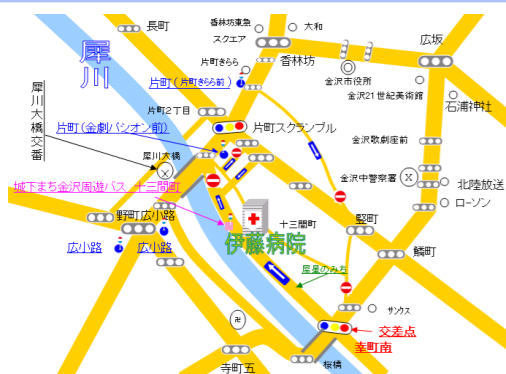 長町
香林坊東急
スクエア
大和
広坂
犀川
片町きらら
香林坊
片町(片町きらら前)
金沢市役所
金沢21世紀美術館
石浦神社
犀川大橋交番
片町2丁目
片町(金劇パシオン前)
片町スクランブル
金沢歌劇座前
犀川大橋
金沢中警察署
北陸放送
城下まち金沢周遊バス 十三間町
ローソン
野町広小路
十三間町
竪町
広小路
広小路
伊藤病院
鱗町
犀星のみち
サンクス
卍
交差点
幸町南
寺町五
桜橋